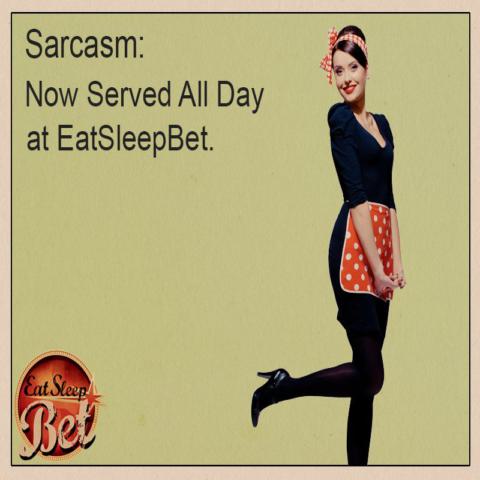 Sarcasm:
Now Served All Day
at EatSleepBet.
Eat Sleep
Bet